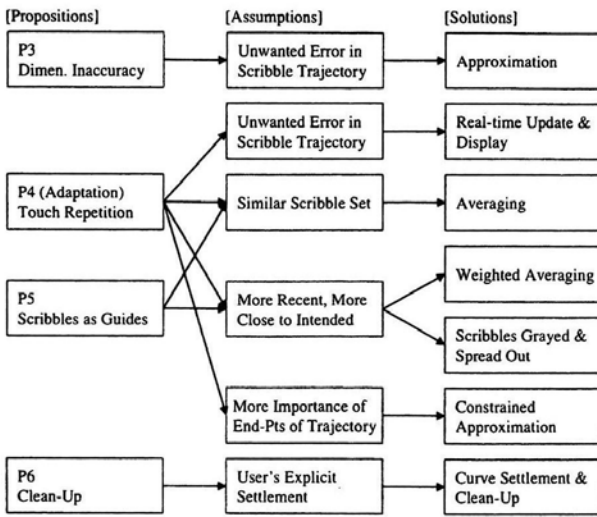 [Propositions]
[Assumptions]
[Solutions]
P3
Dimen. Inaccuracy
Unwanted Error in
Scribble Trajectory
Approximation
Unwanted Error in
Scribble Trajectory
Real-time Update &
Display
P4 (Adaptation)
Touch Repetition
Similar Scribble Set
Averaging
P5
Scribbles as Guides
More Recent, More
Close to Intended
Weighted Averaging
Scribbles Grayed &
Spread Out
More Importance of
End-Pts of Trajectory
Constrained
Approximation
P6
Clean-Up
User's Explicit
Settlement
Curve Settlement &
Clean-Up